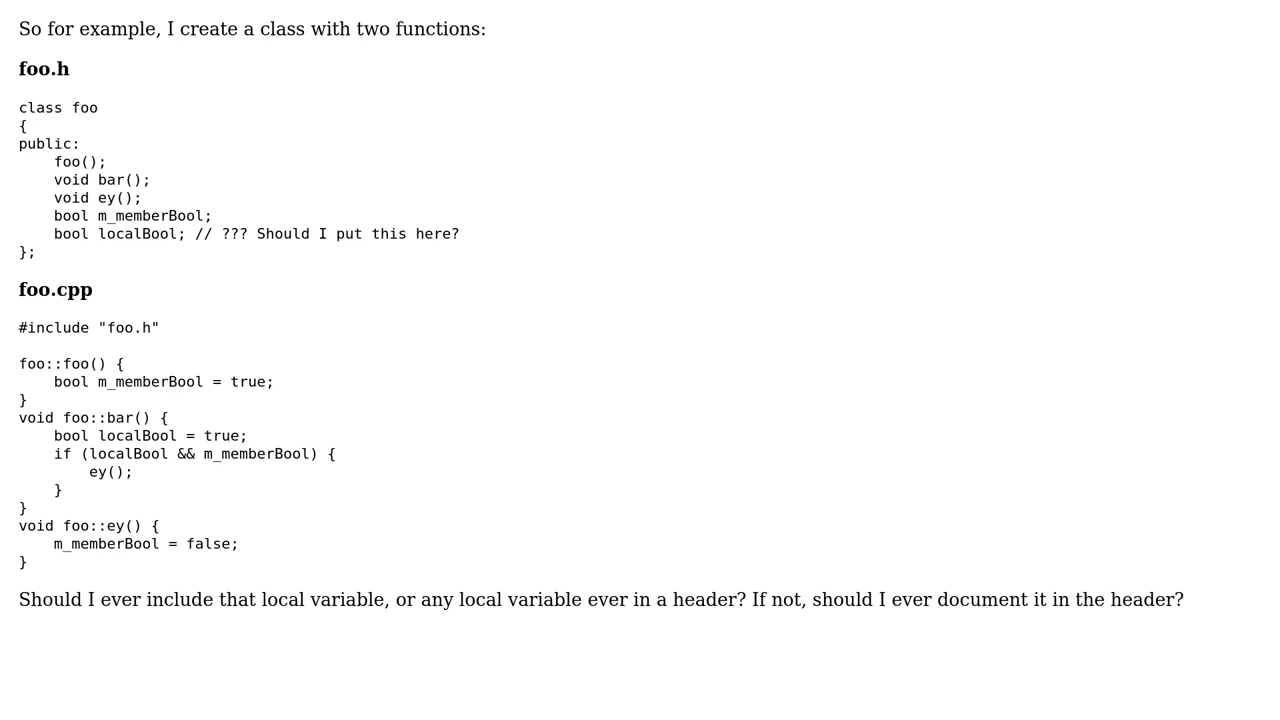 So for example, I create a class with two functions:
foo.h
class foo
{
public:
    foo();
    void bar();
    void ey();
    bool m_memberBool;
    bool localBool; // ??? Should I put this here?
};
foo.cpp
#include "foo.h"
foo::foo() {
    bool m_memberBool = true;
}
void foo::bar() {
    bool localBool = true;
    if (localBool && m_memberBool) {
        ey();
    }
}
void foo::ey() {
    m_memberBool = false;
}
Should I ever include that local variable, or any local variable ever in a header? If not, should I ever document it in the header?